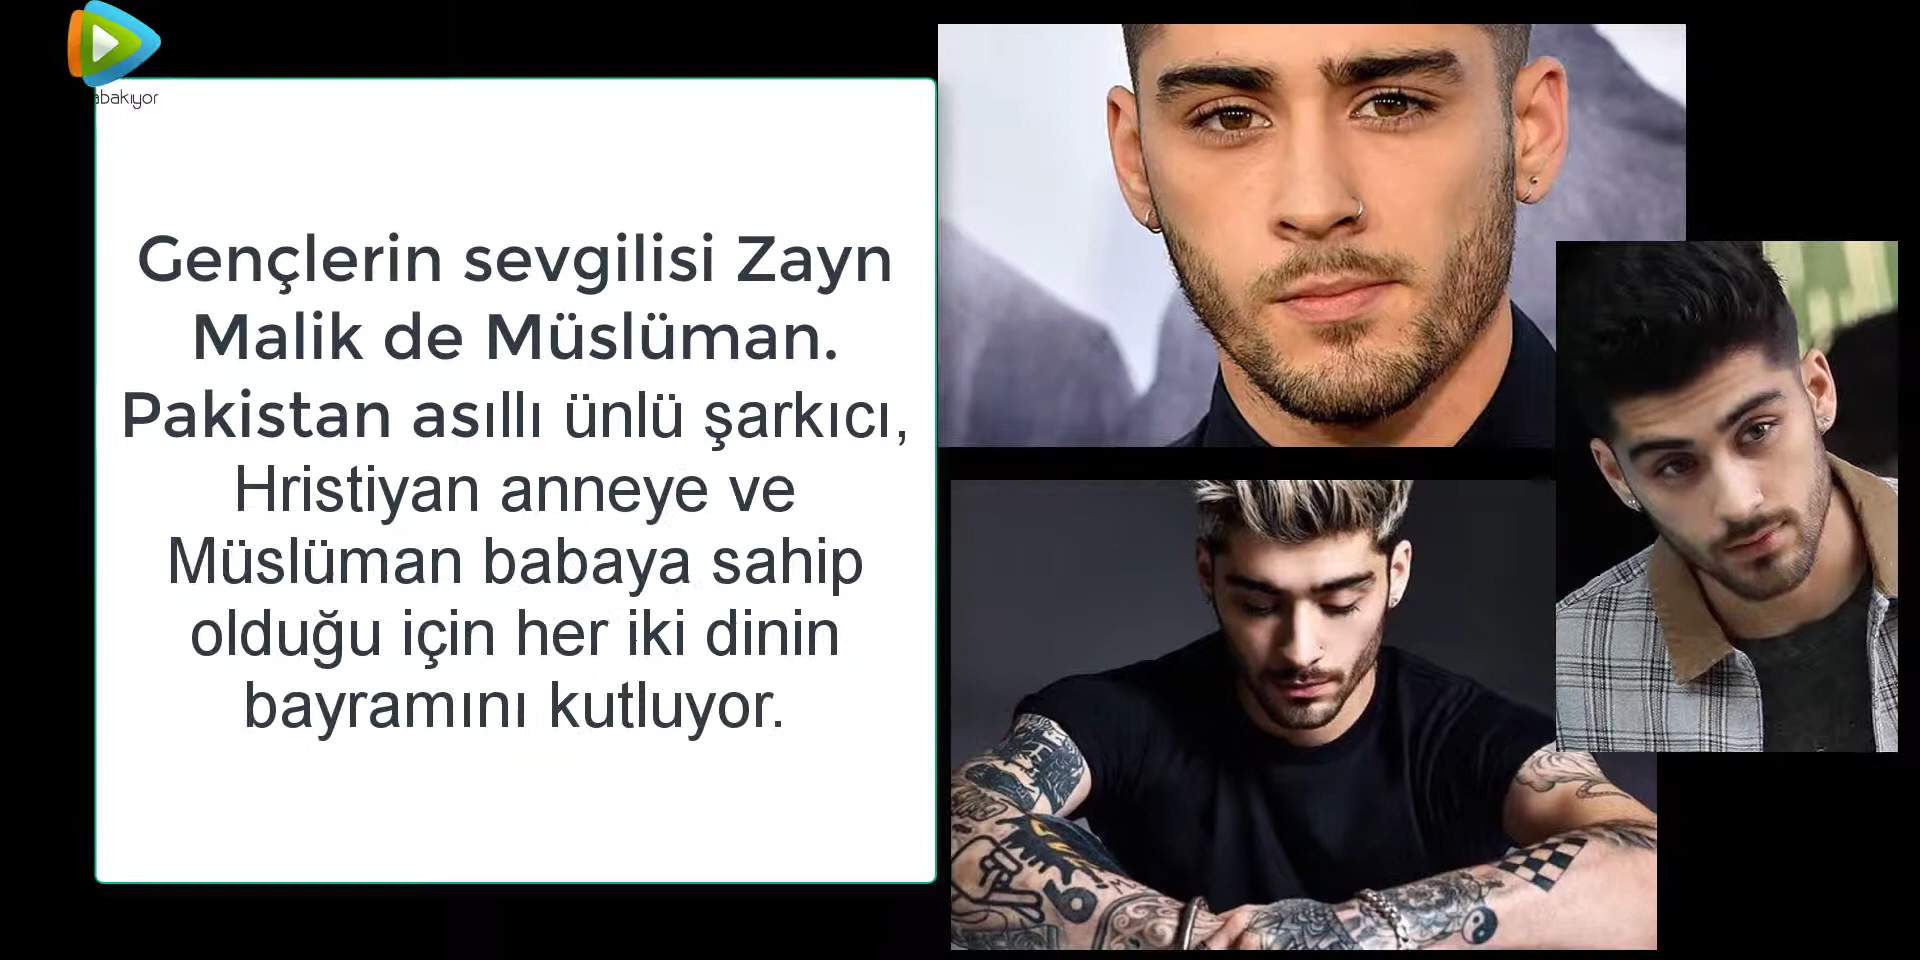 abakıyor
Gençlerin sevgilisi Zayn
Malik de Müslüman.
Pakistan asıllı ünlü şarkıcı,
Hristiyan anneye ve
Müslüman babaya sahip
olduğu için her iki dinin
bayramını kutluyor.